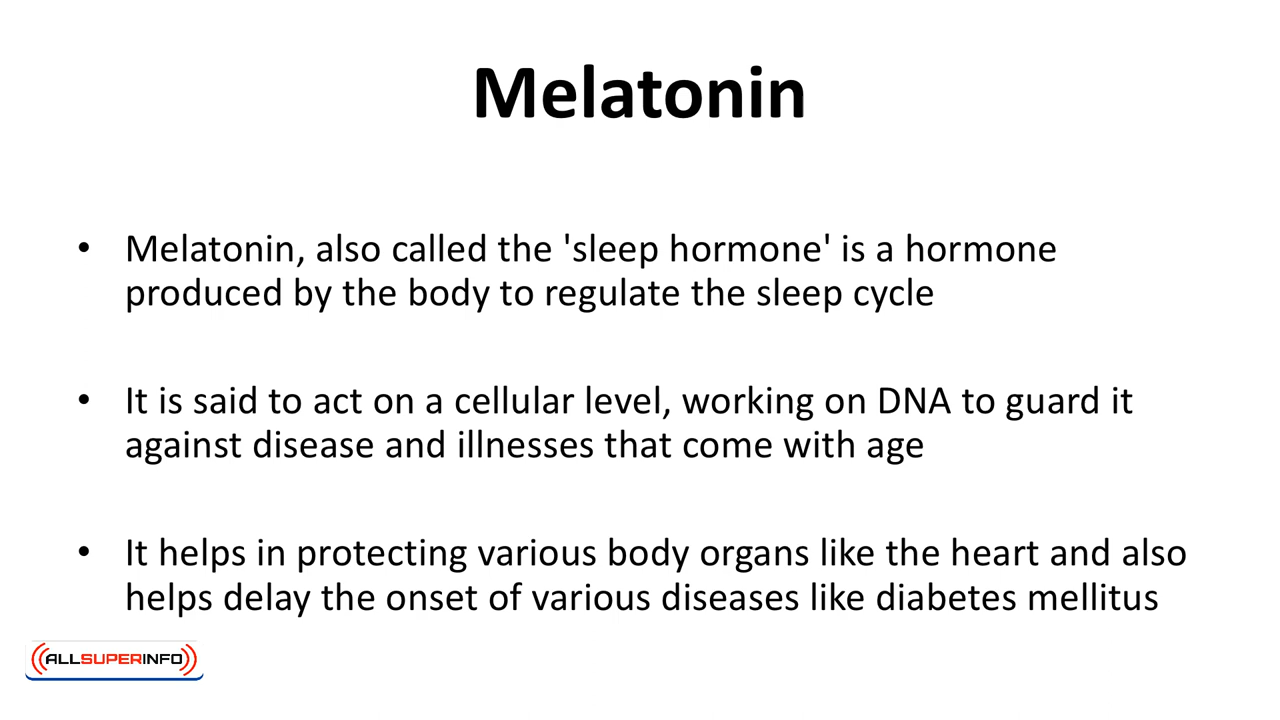 Melatonin
• Melatonin, also called the 'sleep hormone' is a hormone
produced by the body to regulate the sleep cycle
• It is said to act on a cellular level, working on DNA to guard it
against disease and illnesses that come with age
• It helps in protecting various body organs like the heart and also
helps delay the onset of various diseases like diabetes mellitus
ALLSUPERINFO